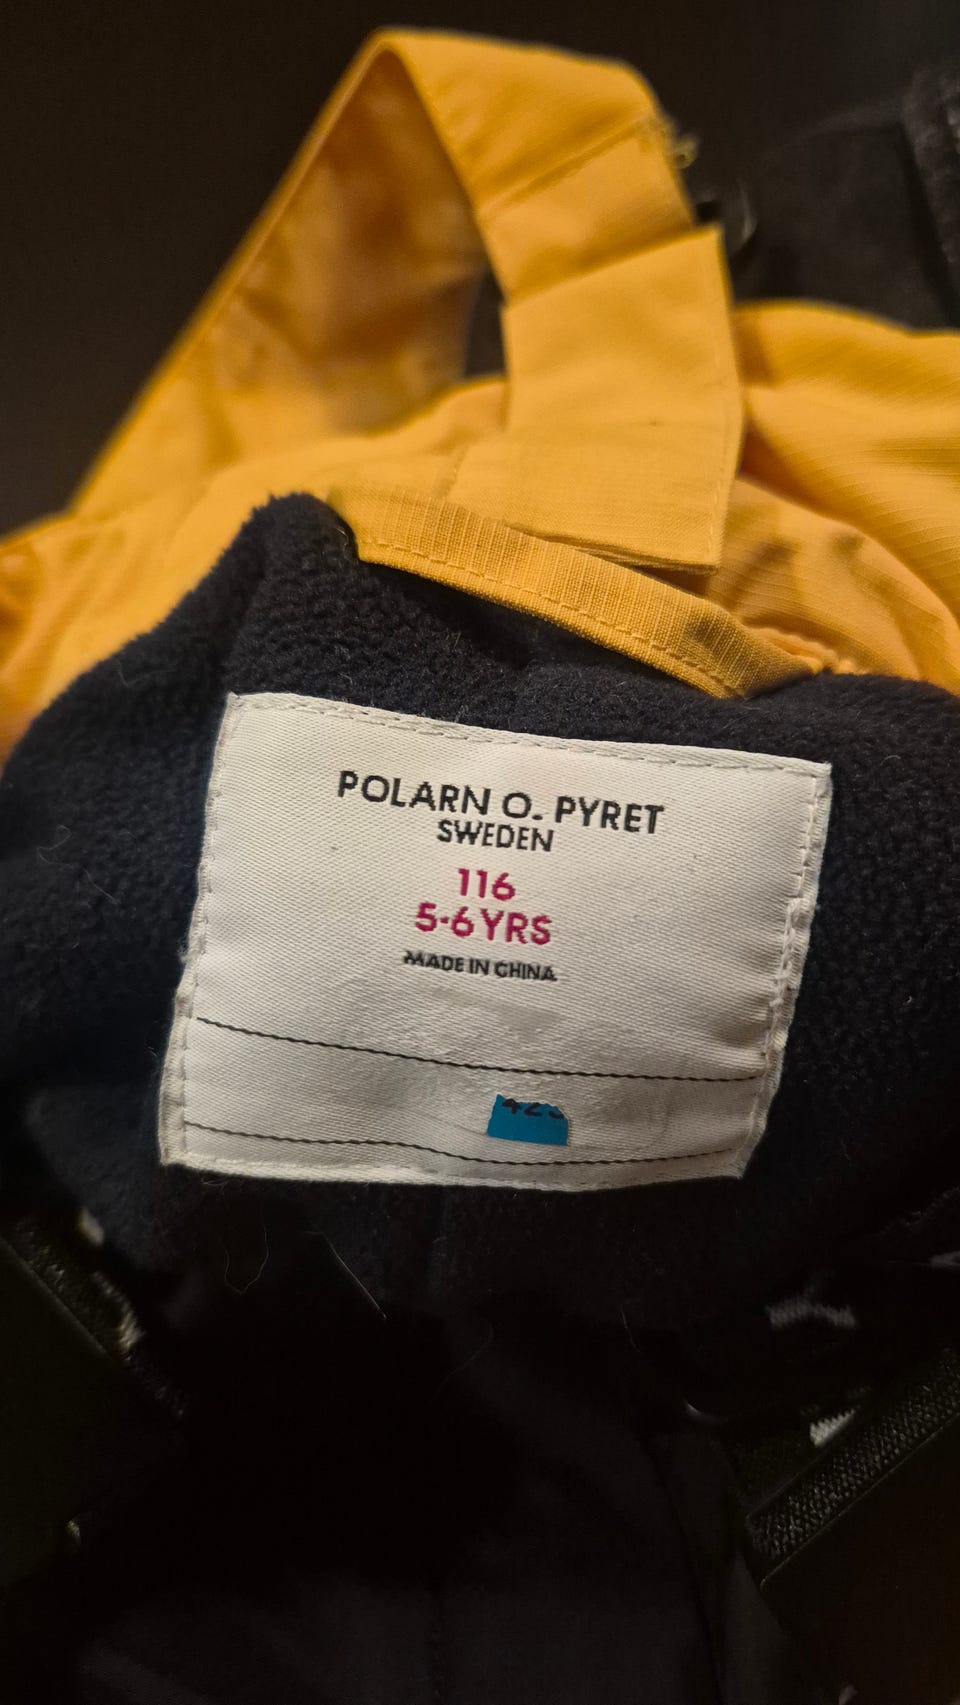 POLARN O. PYRET
SWEDEN
116
5-6 YRS
MADE IN CHINA